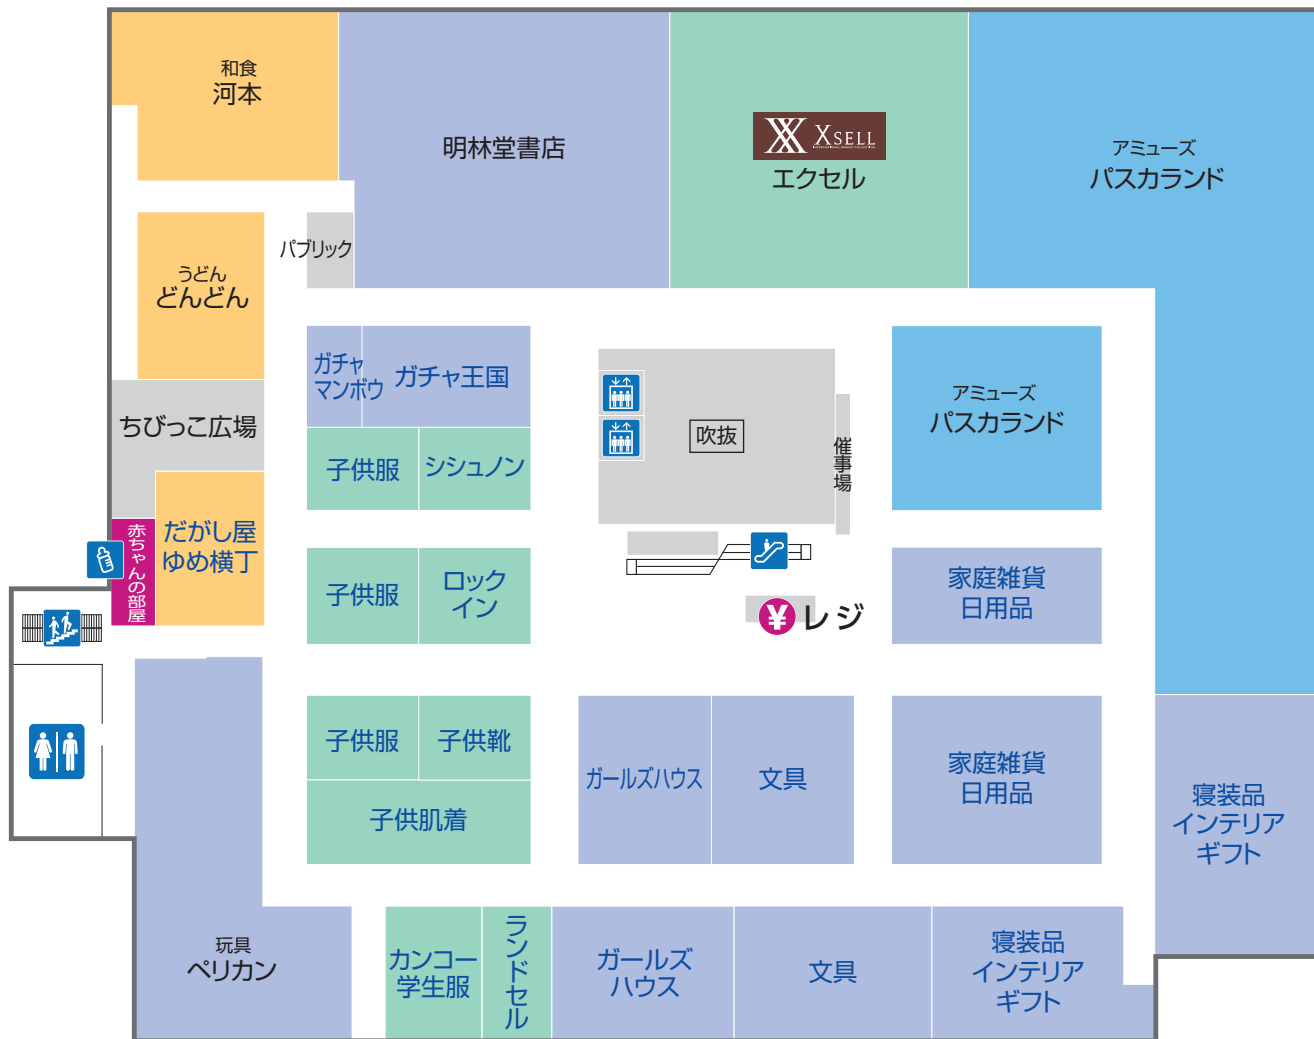 和食
河本
明林堂書店
XSELL
エクセル
アミューズ
パスカランド
パブリック
うどん
どんどん
ガチャ
マンボウ
ガチャ王国
吹抜
催事場
アミューズ
パスカランド
ちびっこ広場
子供服
シシュノン
だがし屋
ゆめ横丁
赤ちゃんの部屋
子供服
ロック
イン
¥レジ
家庭雑貨
日用品
子供服
子供靴
子供肌着
ガールズハウス
文具
家庭雑貨
日用品
寝装品
インテリア
ギフト
玩具
ペリカン
カンコー
学生服
ランドセル
ガールズ
ハウス
文具
寝装品
インテリア
ギフト